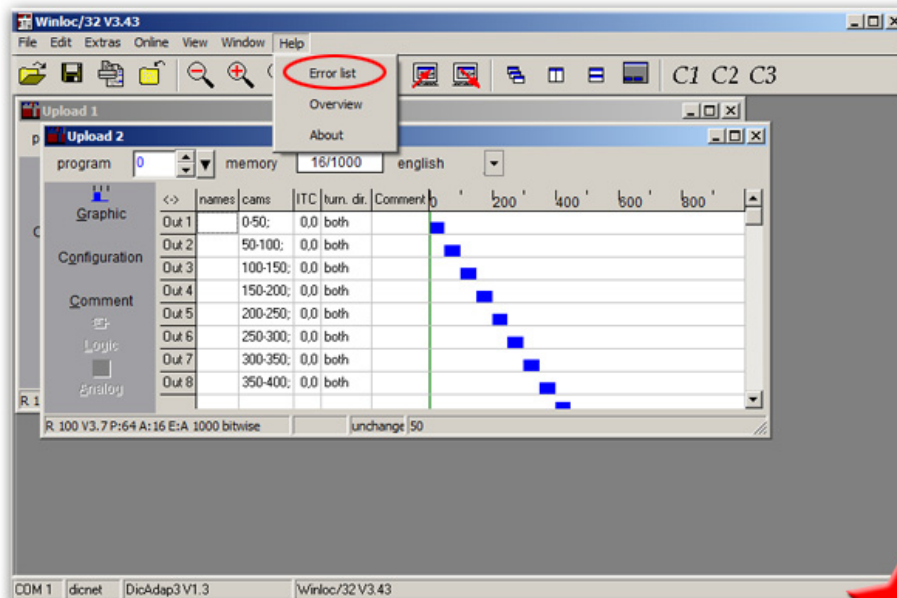 Winloc/32 V3.43
File Edit Extras Online View Window Help
C1 C2 C3
Error list
Overview
About
Upload 1
Upload 2
program 0 memory 16/1000 english
Graphic
Configuration
Comment
Logic
Analog
<-> names cams ITC turn. dir. Comment 0 ' 200 ' 400 ' 600 ' 800 '
Out 1 0-50; 0,0 both
Out 2 50-100; 0,0 both
Out 3 100-150; 0,0 both
Out 4 150-200; 0,0 both
Out 5 200-250; 0,0 both
Out 6 250-300; 0,0 both
Out 7 300-350; 0,0 both
Out 8 350-400; 0,0 both
R 1
R 100 V3.7 P:64 A:16 E:A 1000 bitwise unchange 50
COM 1 dicnet DicAdap3 V1.3 Winloc/32 V3.43